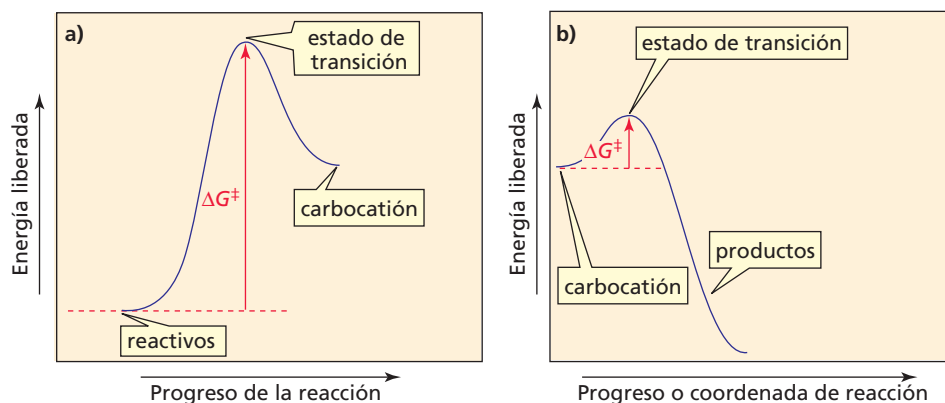 a)
estado de
transición
Energía liberada
ΔG‡
carbocatión
reactivos
Progreso de la reacción
b)
estado de transición
Energía liberada
ΔG‡
carbocatión
productos
Progreso o coordenada de reacción